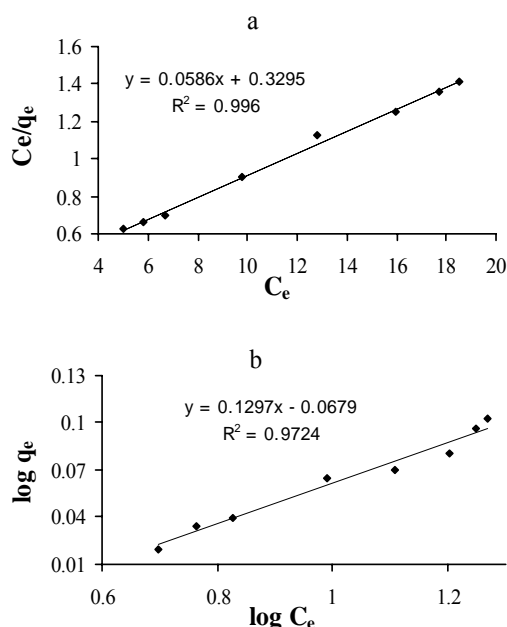 a
1.6
1.4
1.2
1
0.8
0.6
Ce/qe
y = 0.0586x + 0.3295
R2 = 0.996
4 6 8 10 12 14 16 18 20
Ce
b
0.13
0.1
0.07
0.04
0.01
log qe
y = 0.1297x - 0.0679
R2 = 0.9724
0.6 0.8 1 1.2
log Ce